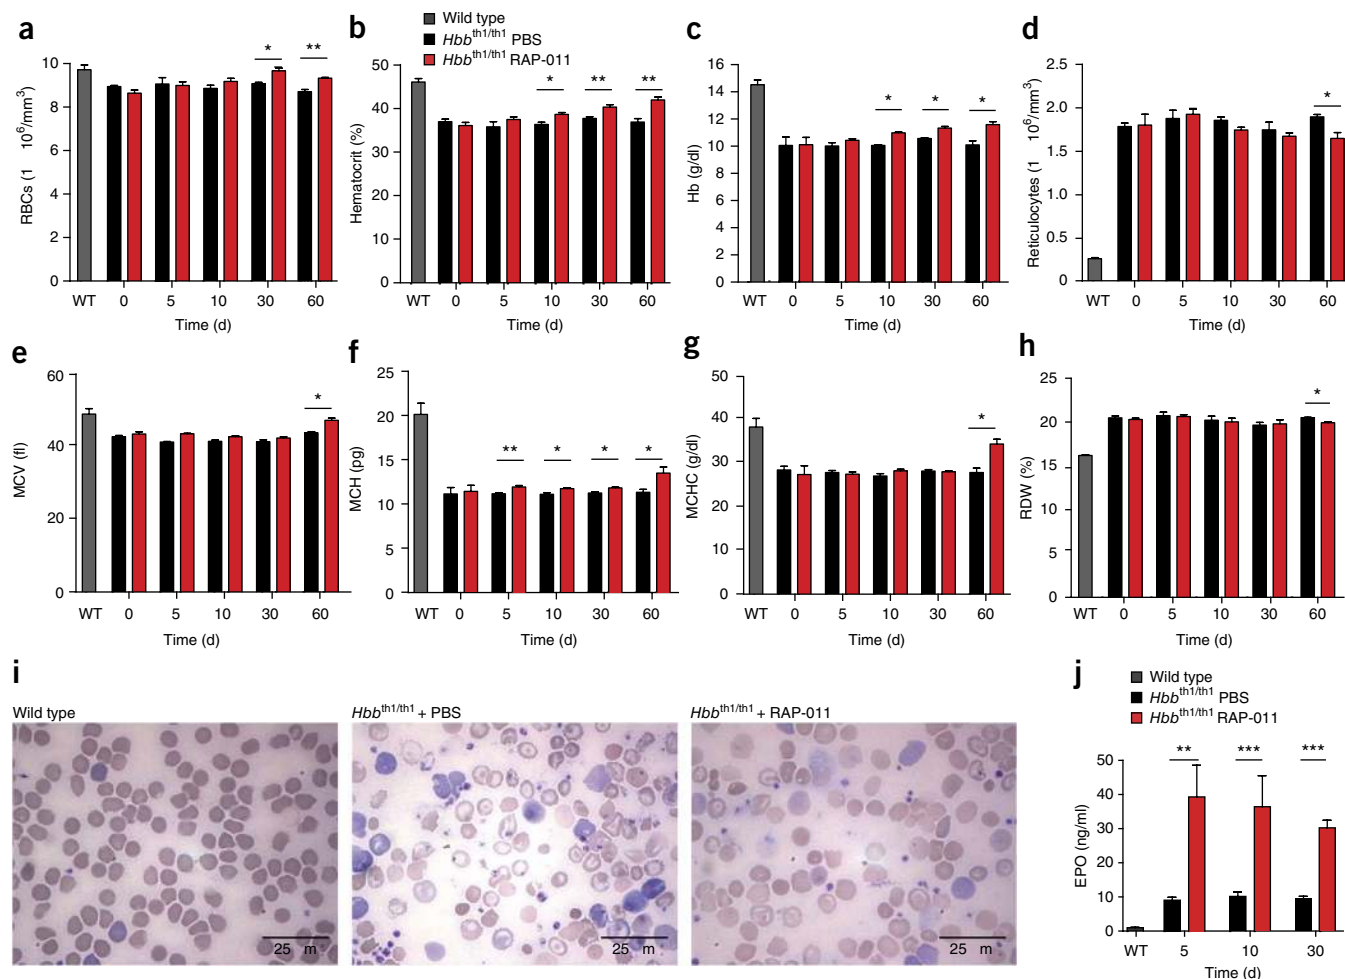 a
RBCs (1 10⁶/mm³)
10
8
6
4
2
0
WT 0 5 10 30 60
Time (d)
* **
b
Wild type
Hbbth1/th1 PBS
Hbbth1/th1 RAP-011
Hematocrit (%)
50
40
30
20
10
0
WT 0 5 10 30 60
Time (d)
* ** **
c
Hb (g/dl)
16
14
12
10
8
6
4
2
0
WT 0 5 10 30 60
Time (d)
* * *
d
Reticulocytes (1 10⁶/mm³)
2.5
2.0
1.5
1.0
0.5
0
WT 0 5 10 30 60
Time (d)
*
e
MCV (fl)
60
40
20
0
WT 0 5 10 30 60
Time (d)
*
f
MCH (pg)
25
20
15
10
5
0
WT 0 5 10 30 60
Time (d)
** * * *
g
MCHC (g/dl)
50
40
30
20
10
0
WT 0 5 10 30 60
Time (d)
*
h
RDW (%)
25
20
15
10
5
0
WT 0 5 10 30 60
Time (d)
*
i
Wild type
Hbbth1/th1 + PBS
Hbbth1/th1 + RAP-011
25 m
25 m
25 m
j
Wild type
Hbbth1/th1 PBS
Hbbth1/th1 RAP-011
EPO (ng/ml)
50
40
30
20
10
0
WT 5 10 30
Time (d)
** *** ***